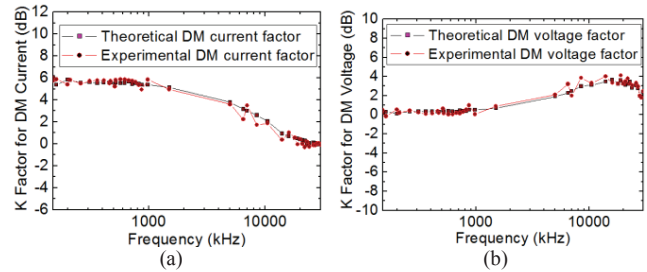 K Factor for DM Current (dB)
12
10
8
6
4
2
0
-2
-4
-6
Theoretical DM current factor
Experimental DM current factor
1000
10000
Frequency (kHz)
(a)
K Factor for DM Voltage (dB)
10
8
6
4
2
0
-2
-4
-6
-8
-10
Theoretical DM voltage factor
Experimental DM voltage factor
1000
10000
Frequency (kHz)
(b)